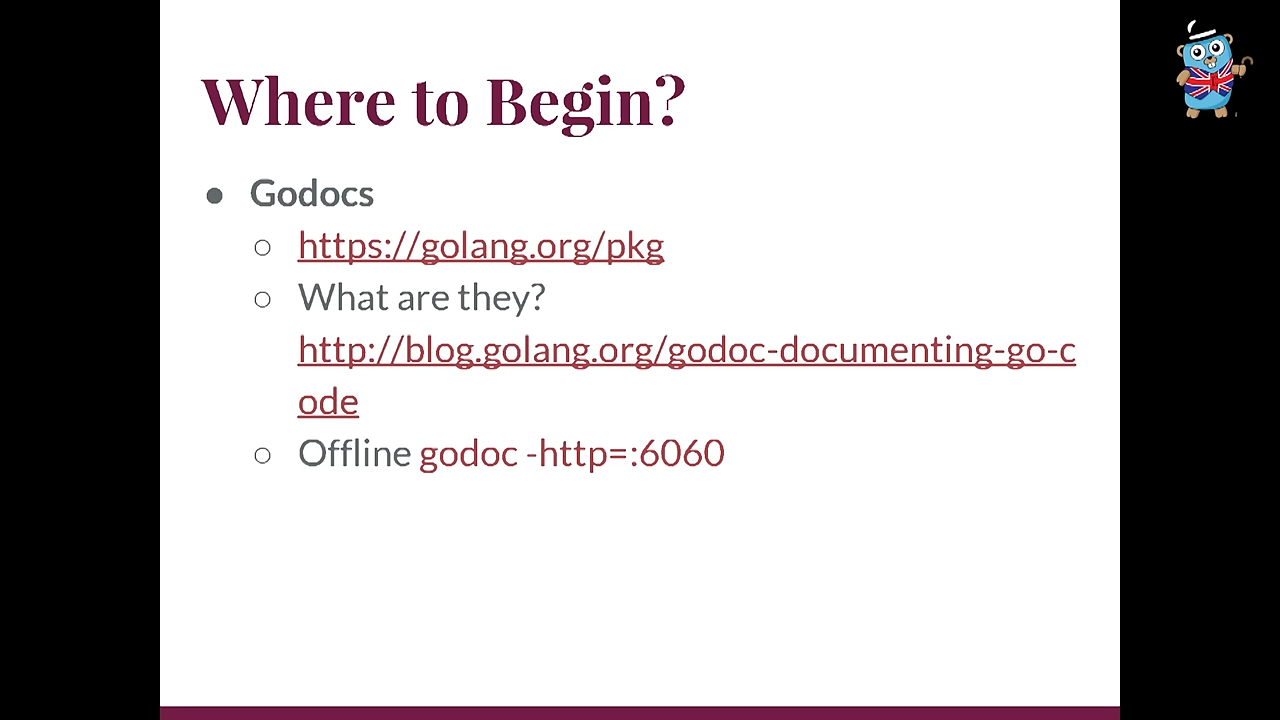 Where to Begin?
● Godocs
○ https://golang.org/pkg
○ What are they?
http://blog.golang.org/godoc-documenting-go-c
ode
○ Offline godoc -http=:6060